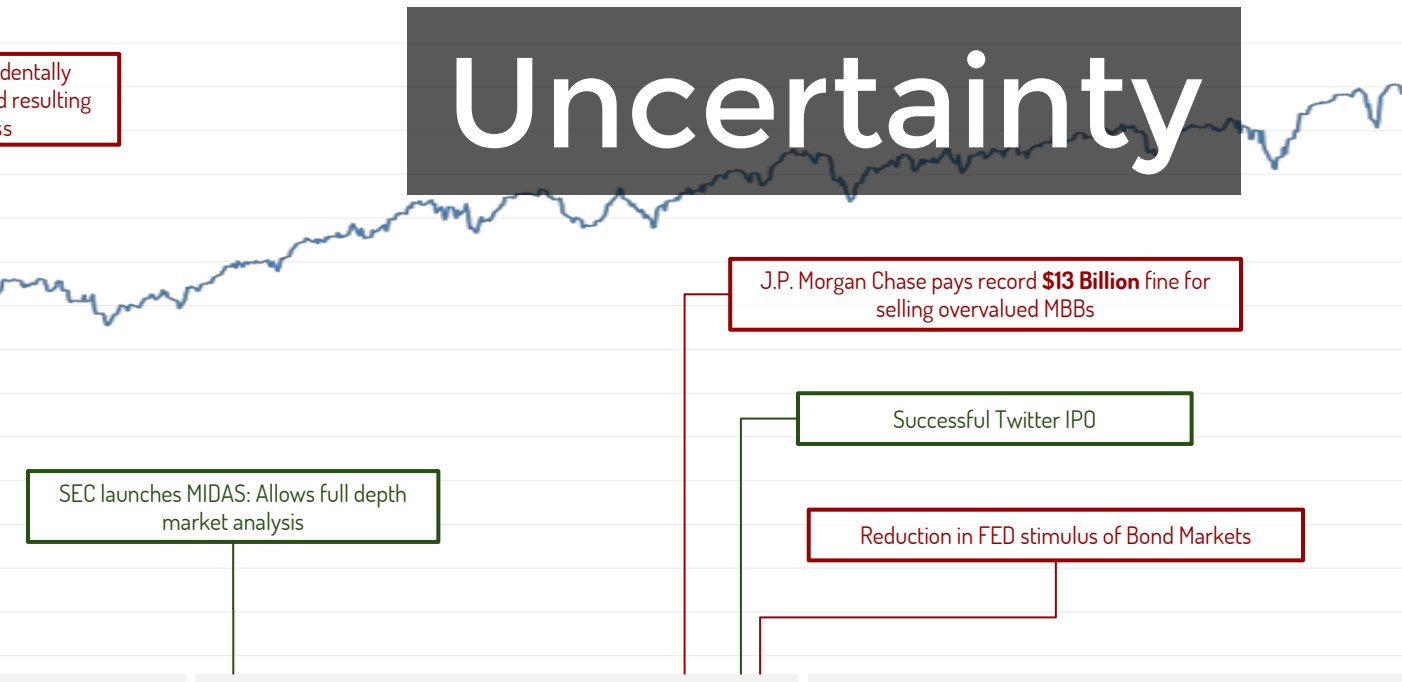 Uncertainty
dentally
d resulting
J.P. Morgan Chase pays record $13 Billion fine for
selling overvalued MBBs
Successful Twitter IPO
SEC launches MIDAS: Allows full depth
market analysis
Reduction in FED stimulus of Bond Markets